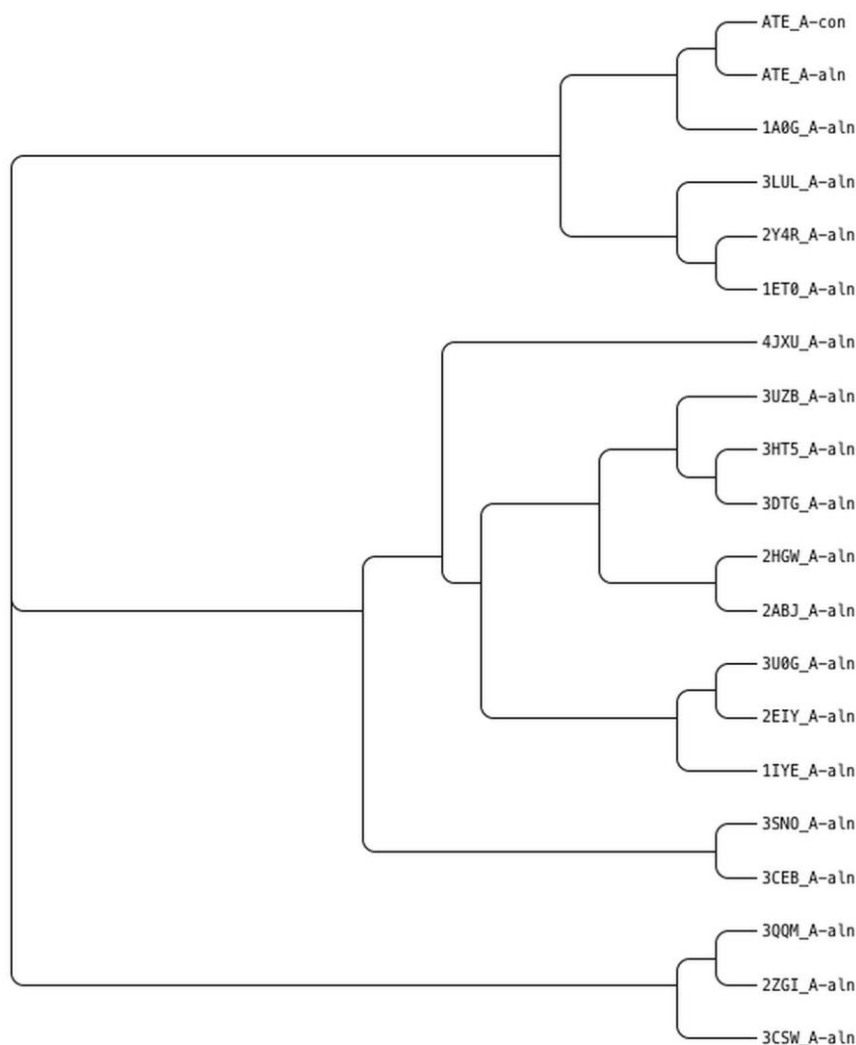 ATE_A-con
ATE_A-aln
1A0G_A-aln
3LUL_A-aln
2Y4R_A-aln
1ET0_A-aln
4JXU_A-aln
3UZB_A-aln
3HT5_A-aln
3DTG_A-aln
2HGW_A-aln
2ABJ_A-aln
3U0G_A-aln
2EIY_A-aln
1IYE_A-aln
3SNO_A-aln
3CEB_A-aln
3QQM_A-aln
2ZGI_A-aln
3CSW_A-aln